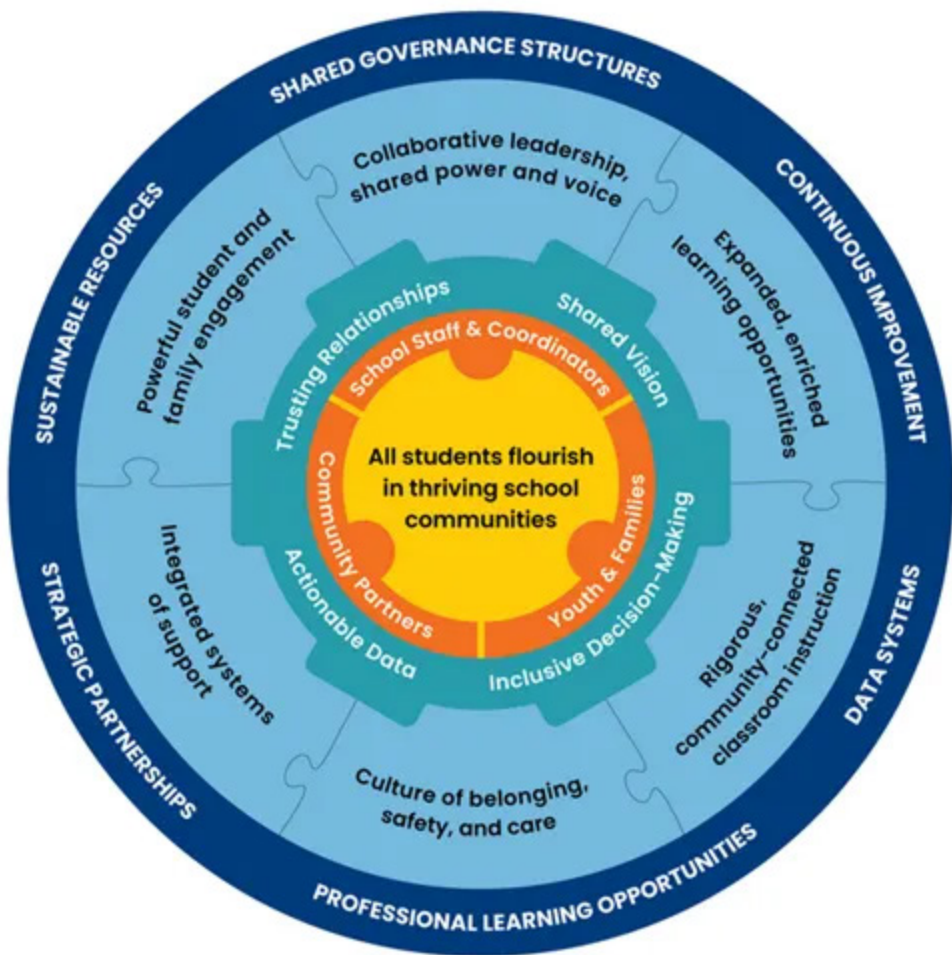 SHARED GOVERNANCE STRUCTURES
CONTINUOUS IMPROVEMENT
DATA SYSTEMS
PROFESSIONAL LEARNING OPPORTUNITIES
STRATEGIC PARTNERSHIPS
SUSTAINABLE RESOURCES
Collaborative leadership,
shared power and voice
Expanded, enriched
learning opportunities
Rigorous,
community-connected
classroom instruction
Culture of belonging,
safety, and care
Integrated systems
of support
Powerful student and
family engagement
Trusting Relationships
Shared Vision
Inclusive Decision-Making
Actionable Data
School Staff & Coordinators
Youth & Families
Community Partners
All students flourish
in thriving school
communities